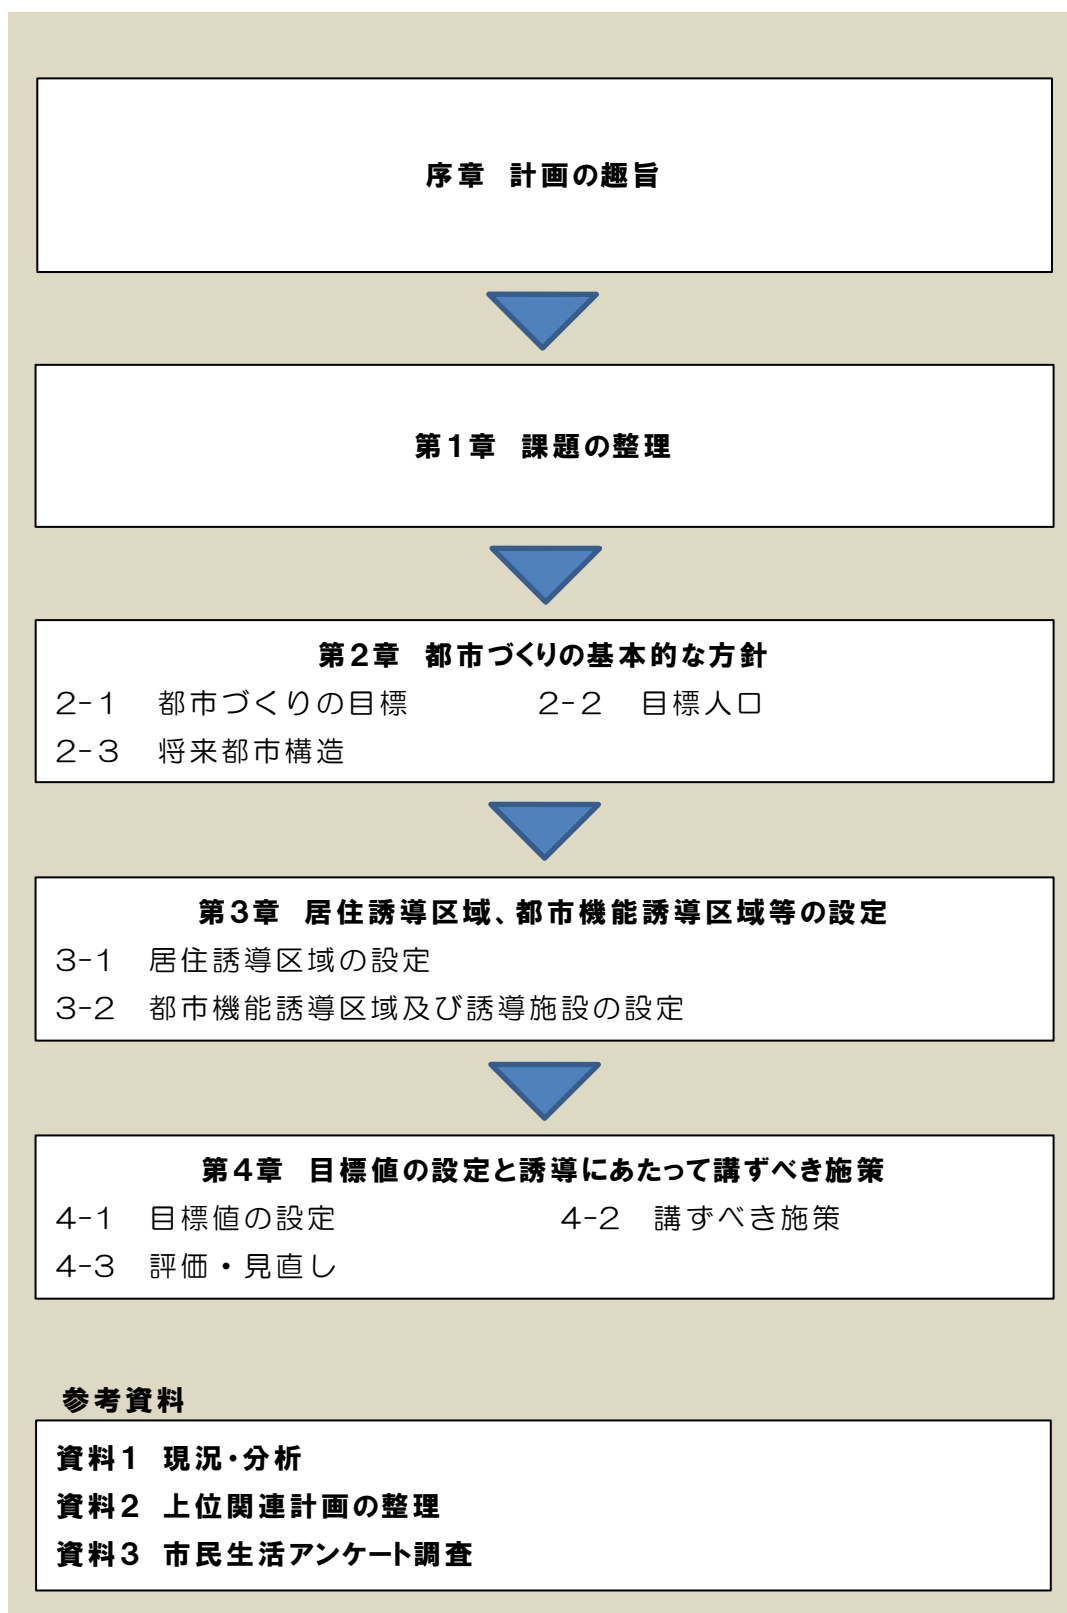 序章 計画の趣旨
第1章 課題の整理
第2章 都市づくりの基本的な方針
2-1 都市づくりの目標 2-2 目標人口
2-3 将来都市構造
第3章 居住誘導区域、都市機能誘導区域等の設定
3-1 居住誘導区域の設定
3-2 都市機能誘導区域及び誘導施設の設定
第4章 目標値の設定と誘導にあたって講ずべき施策
4-1 目標値の設定 4-2 講ずべき施策
4-3 評価・見直し
参考資料
資料1 現況・分析
資料2 上位関連計画の整理
資料3 市民生活アンケート調査